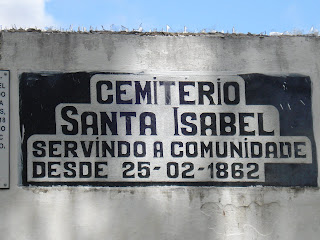 CEMITERIO
SANTA ISABEL
SERVINDO A COMUNIDADE
DESDE 25-02-1862